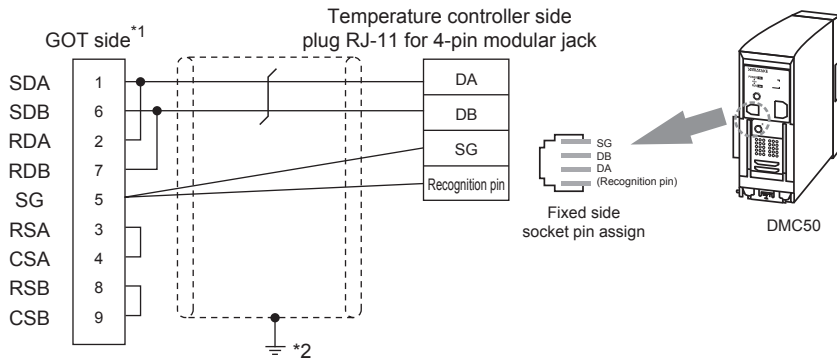 Temperature controller side
GOT side*1 plug RJ-11 for 4-pin modular jack
SDA 1 DA
SDB 6 DB
RDA 2 SG
RDB 7 Recognition pin
SG 5
RSA 3
CSA 4
RSB 8
CSB 9
*2
SG
DB
DA
(Recognition pin)
Fixed side
socket pin assign
DMC50